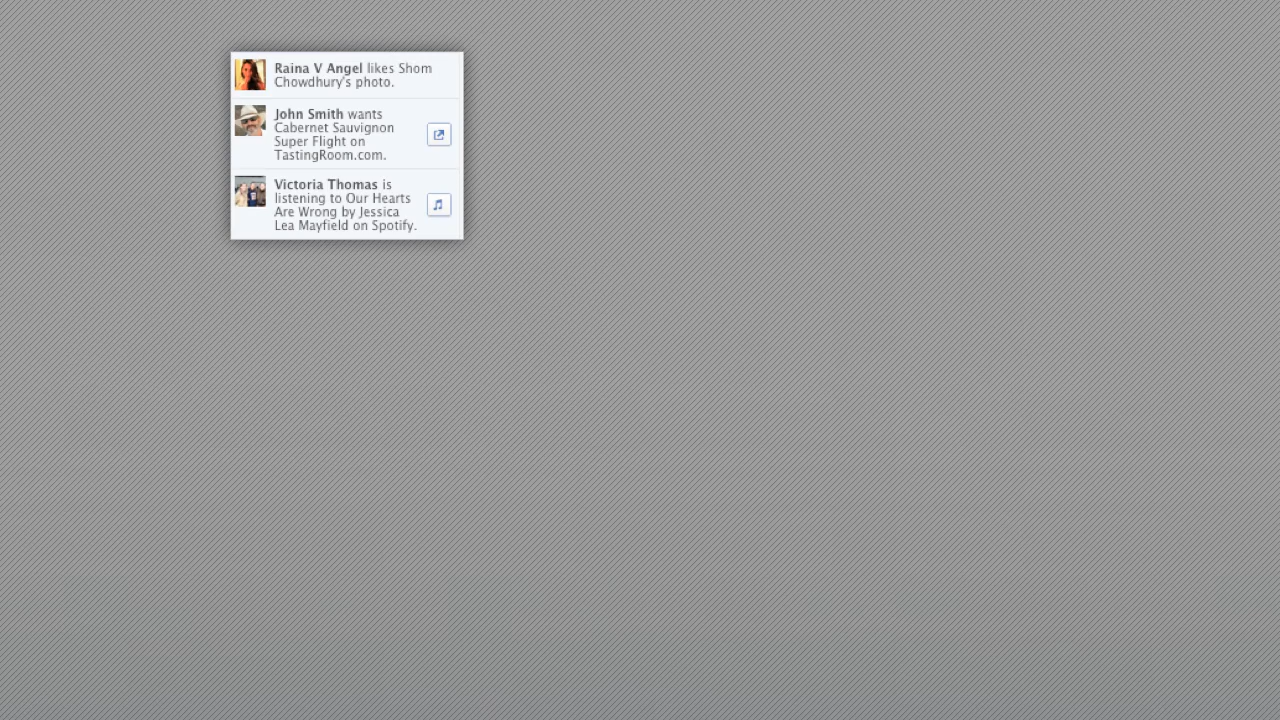 Raina V Angel likes Shom
Chowdhury's photo.
John Smith wants
Cabernet Sauvignon
Super Flight on
TastingRoom.com.
Victoria Thomas is
listening to Our Hearts
Are Wrong by Jessica
Lea Mayfield on Spotify.